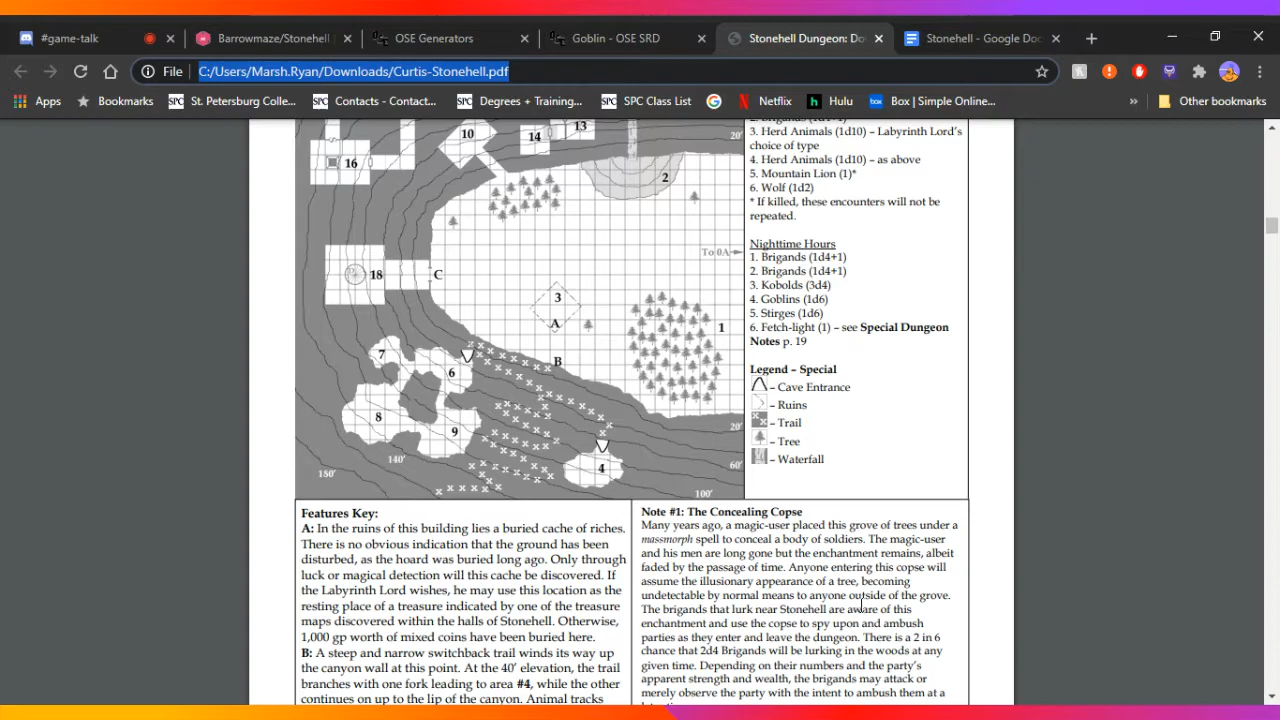 #game-talk
Barrowmaze/Stonehell
OSE Generators
Goblin - OSE SRD
Stonehell Dungeon: Do
Stonehell - Google Doc
File
C:/Users/Marsh.Ryan/Downloads/Curtis-Stonehell.pdf
Apps
Bookmarks
SPC St. Petersburg Colle...
SPC Contacts - Contact...
SPC Degrees + Training...
SPC SPC Class List
Netflix
h Hulu
box Box | Simple Online...
Other bookmarks
10
14
13
20'
16
2
To 0A
18
C
3
A
1
B
7
6
8
9
4
20'
60'
100'
140'
150'
3. Herd Animals (1d10) – Labyrinth Lord's
choice of type
4. Herd Animals (1d10) – as above
5. Mountain Lion (1)*
6. Wolf (1d2)
* If killed, these encounters will not be
repeated.
Nighttime Hours
1. Brigands (1d4+1)
2. Brigands (1d4+1)
3. Kobolds (3d4)
4. Goblins (1d6)
5. Stirges (1d6)
6. Fetch-light (1) – see Special Dungeon
Notes p. 19
Legend – Special
– Cave Entrance
– Ruins
– Trail
– Tree
– Waterfall
Features Key:
A: In the ruins of this building lies a buried cache of riches.
There is no obvious indication that the ground has been
disturbed, as the hoard was buried long ago. Only through
luck or magical detection will this cache be discovered. If
the Labyrinth Lord wishes, he may use this location as the
resting place of a treasure indicated by one of the treasure
maps discovered within the halls of Stonehell. Otherwise,
1,000 gp worth of mixed coins have been buried here.
B: A steep and narrow switchback trail winds its way up
the canyon wall at this point. At the 40' elevation, the trail
branches with one fork leading to area #4, while the other
continues on up to the lip of the canyon. Animal tracks
Note #1: The Concealing Copse
Many years ago, a magic-user placed this grove of trees under a
massmorph spell to conceal a body of soldiers. The magic-user
and his men are long gone but the enchantment remains, albeit
faded by the passage of time. Anyone entering this copse will
assume the illusionary appearance of a tree, becoming
undetectable by normal means to anyone outside of the grove.
The brigands that lurk near Stonehell are aware of this
enchantment and use the copse to spy upon and ambush
parties as they enter and leave the dungeon. There is a 2 in 6
chance that 2d4 Brigands will be lurking in the woods at any
given time. Depending on their numbers and the party's
apparent strength and wealth, the brigands may attack or
merely observe the party with the intent to ambush them at a